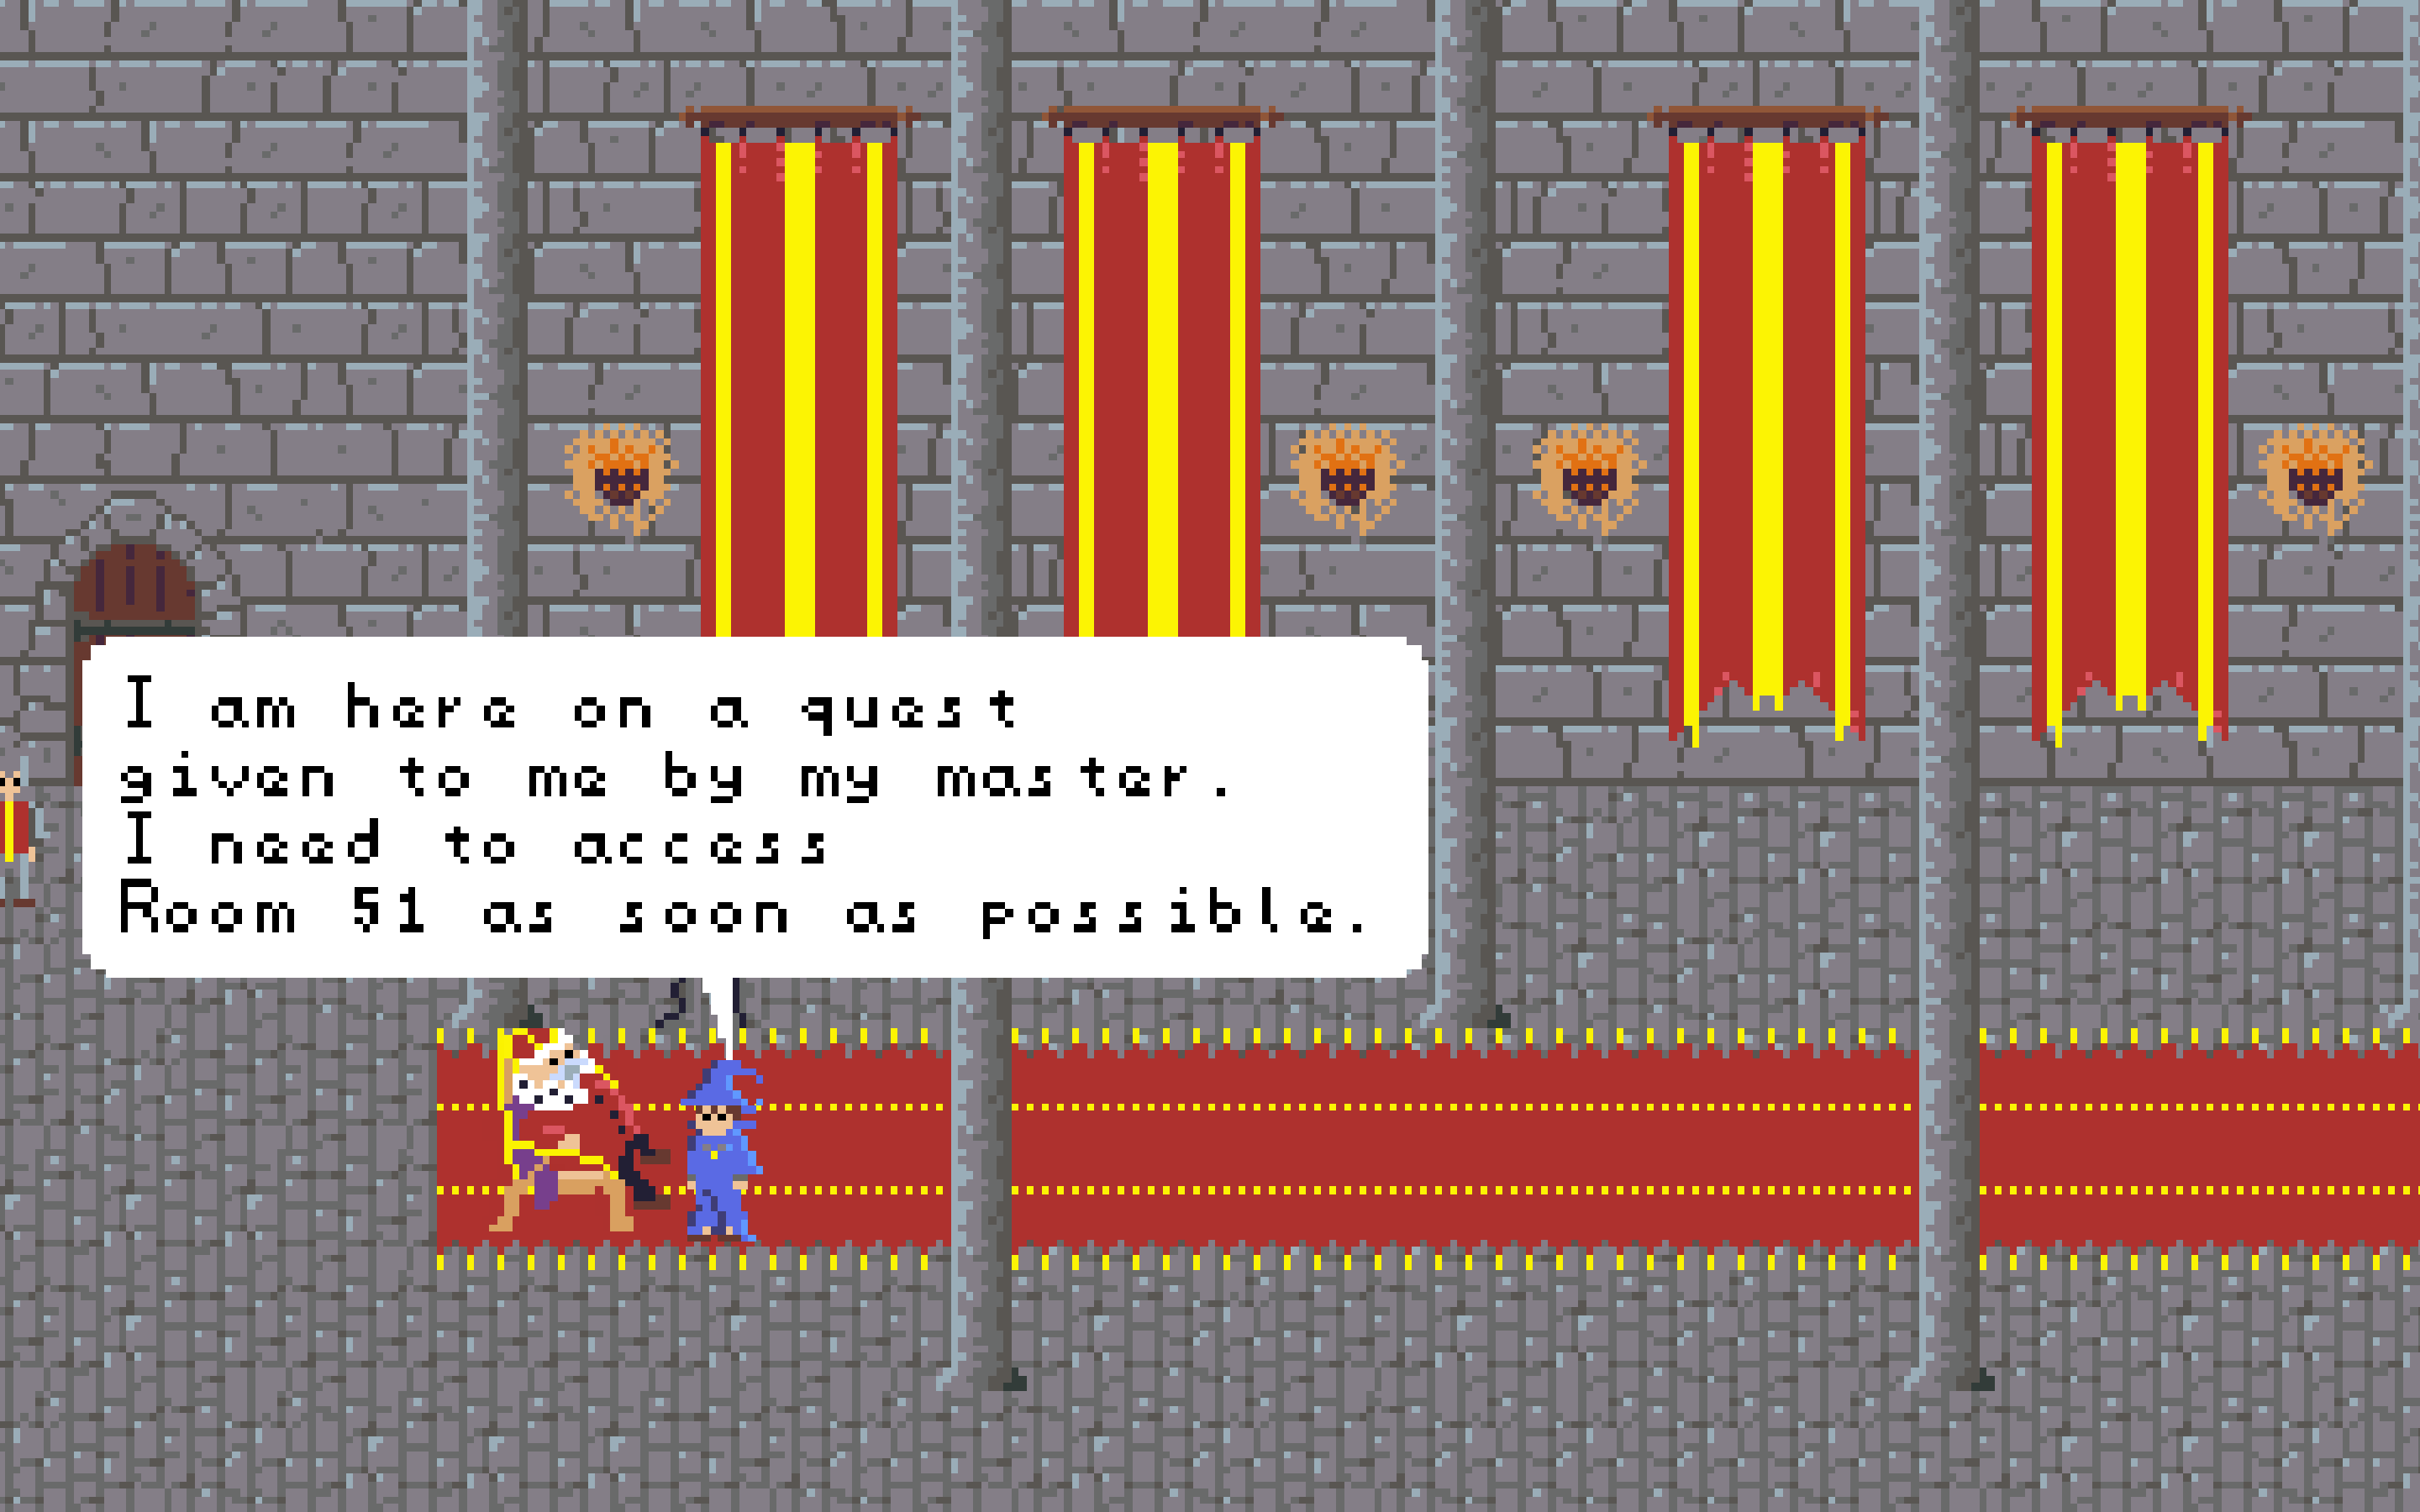 I am here on a quest
given to me by my master.
I need to access
Room 51 as soon as possible.